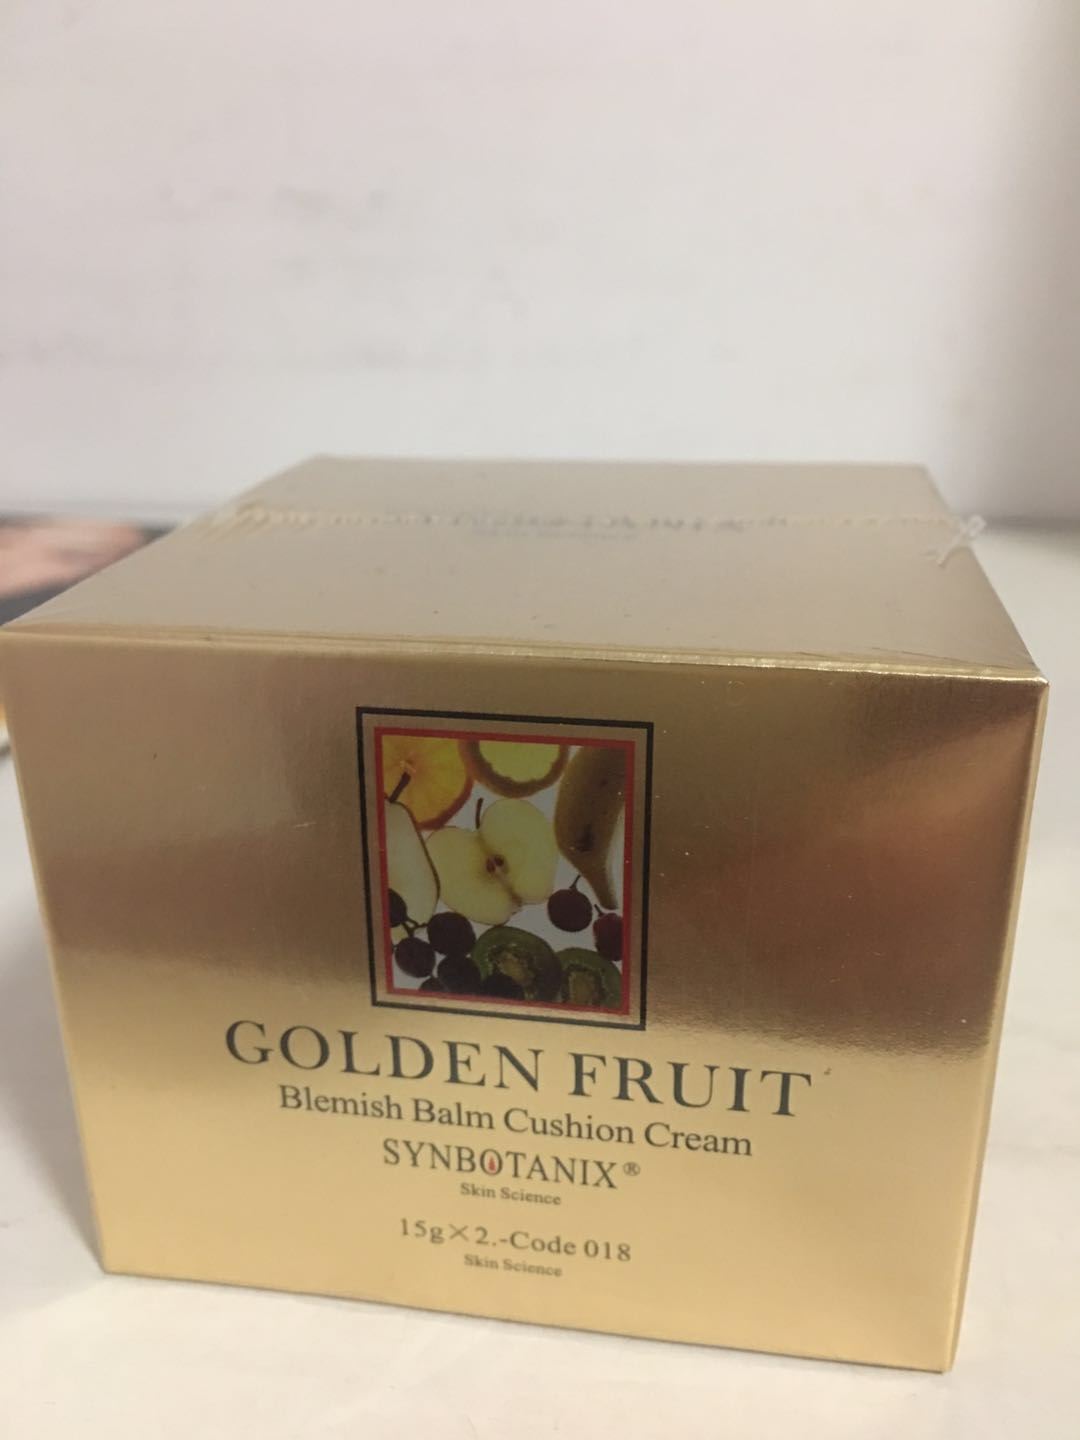 GOLDEN FRUIT
Blemish Balm Cushion Cream
SYNBOTANIX®
Skin Science
15g×2.-Code 018
Skin Science